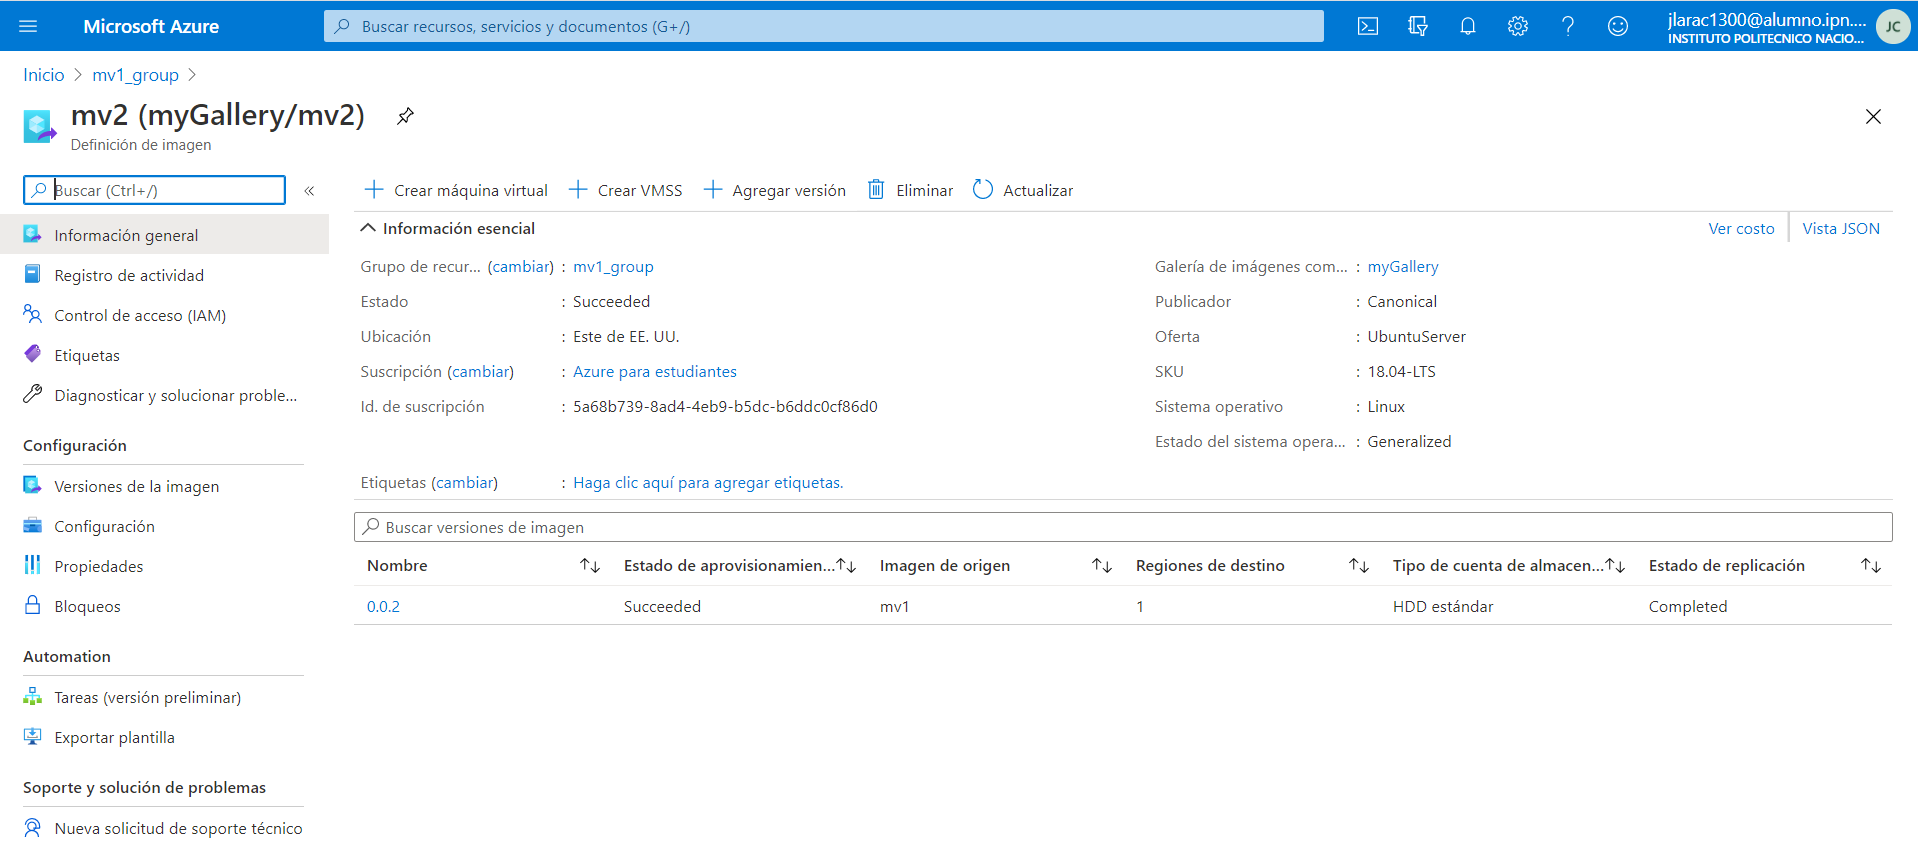 Microsoft Azure
Buscar recursos, servicios y documentos (G+/)
jlarac1300@alumno.ipn....
INSTITUTO POLITECNICO NACIO...
JC
Inicio > mv1_group >
mv2 (myGallery/mv2)
Definición de imagen
Buscar (Ctrl+/)
«
Información general
Registro de actividad
Control de acceso (IAM)
Etiquetas
Diagnosticar y solucionar proble...
Configuración
Versiones de la imagen
Configuración
Propiedades
Bloqueos
Automation
Tareas (versión preliminar)
Exportar plantilla
Soporte y solución de problemas
Nueva solicitud de soporte técnico
Crear máquina virtual
Crear VMSS
Agregar versión
Eliminar
Actualizar
Información esencial
Ver costo
Vista JSON
Grupo de recur... (cambiar) : mv1_group
Estado : Succeeded
Ubicación : Este de EE. UU.
Suscripción (cambiar) : Azure para estudiantes
Id. de suscripción : 5a68b739-8ad4-4eb9-b5dc-b6ddc0cf86d0
Galería de imágenes com... : myGallery
Publicador : Canonical
Oferta : UbuntuServer
SKU : 18.04-LTS
Sistema operativo : Linux
Estado del sistema opera... : Generalized
Etiquetas (cambiar) : Haga clic aquí para agregar etiquetas.
Buscar versiones de imagen
Nombre Estado de aprovisionamien... Imagen de origen Regiones de destino Tipo de cuenta de almacen... Estado de replicación
0.0.2 Succeeded mv1 1 HDD estándar Completed